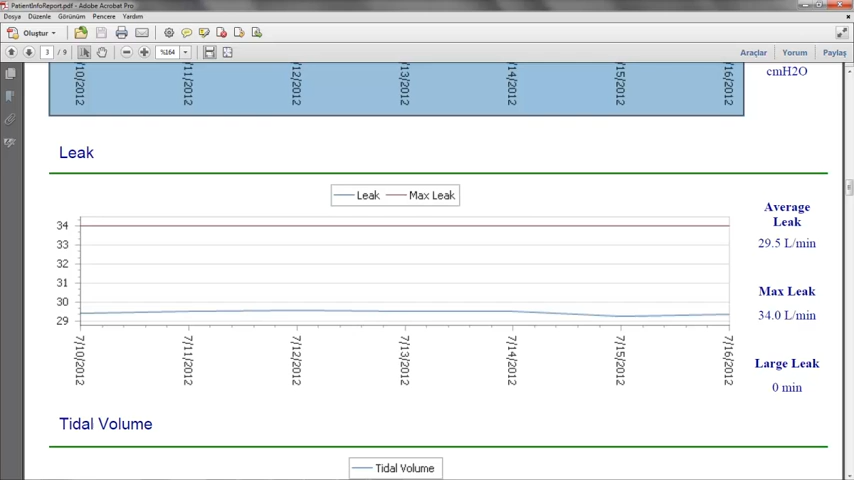 PatientInfoReport.pdf - Adobe Acrobat Pro
Dosya Düzenle Görünüm Pencere Yardım
Oluştur
3 / 9 %164 Araçlar Yorum Paylaş
7/10/2012 7/11/2012 7/12/2012 7/13/2012 7/14/2012 7/15/2012 7/16/2012
cmH2O
Leak
Leak Max Leak
34
33
32
31
30
29
7/10/2012 7/11/2012 7/12/2012 7/13/2012 7/14/2012 7/15/2012 7/16/2012
Average
Leak
29.5 L/min
Max Leak
34.0 L/min
Large Leak
0 min
Tidal Volume
Tidal Volume